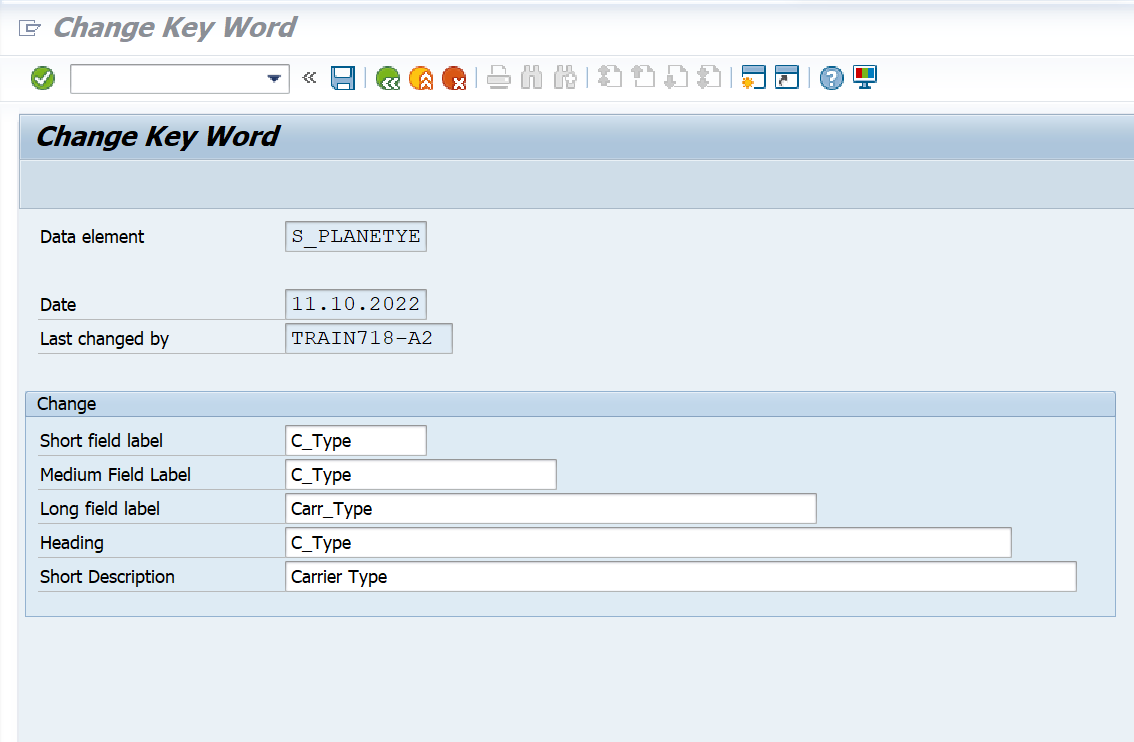 Change Key Word
Change Key Word
Data element S_PLANETYE
Date 11.10.2022
Last changed by TRAIN718-A2
Change
Short field label C_Type
Medium Field Label C_Type
Long field label Carr_Type
Heading C_Type
Short Description Carrier Type